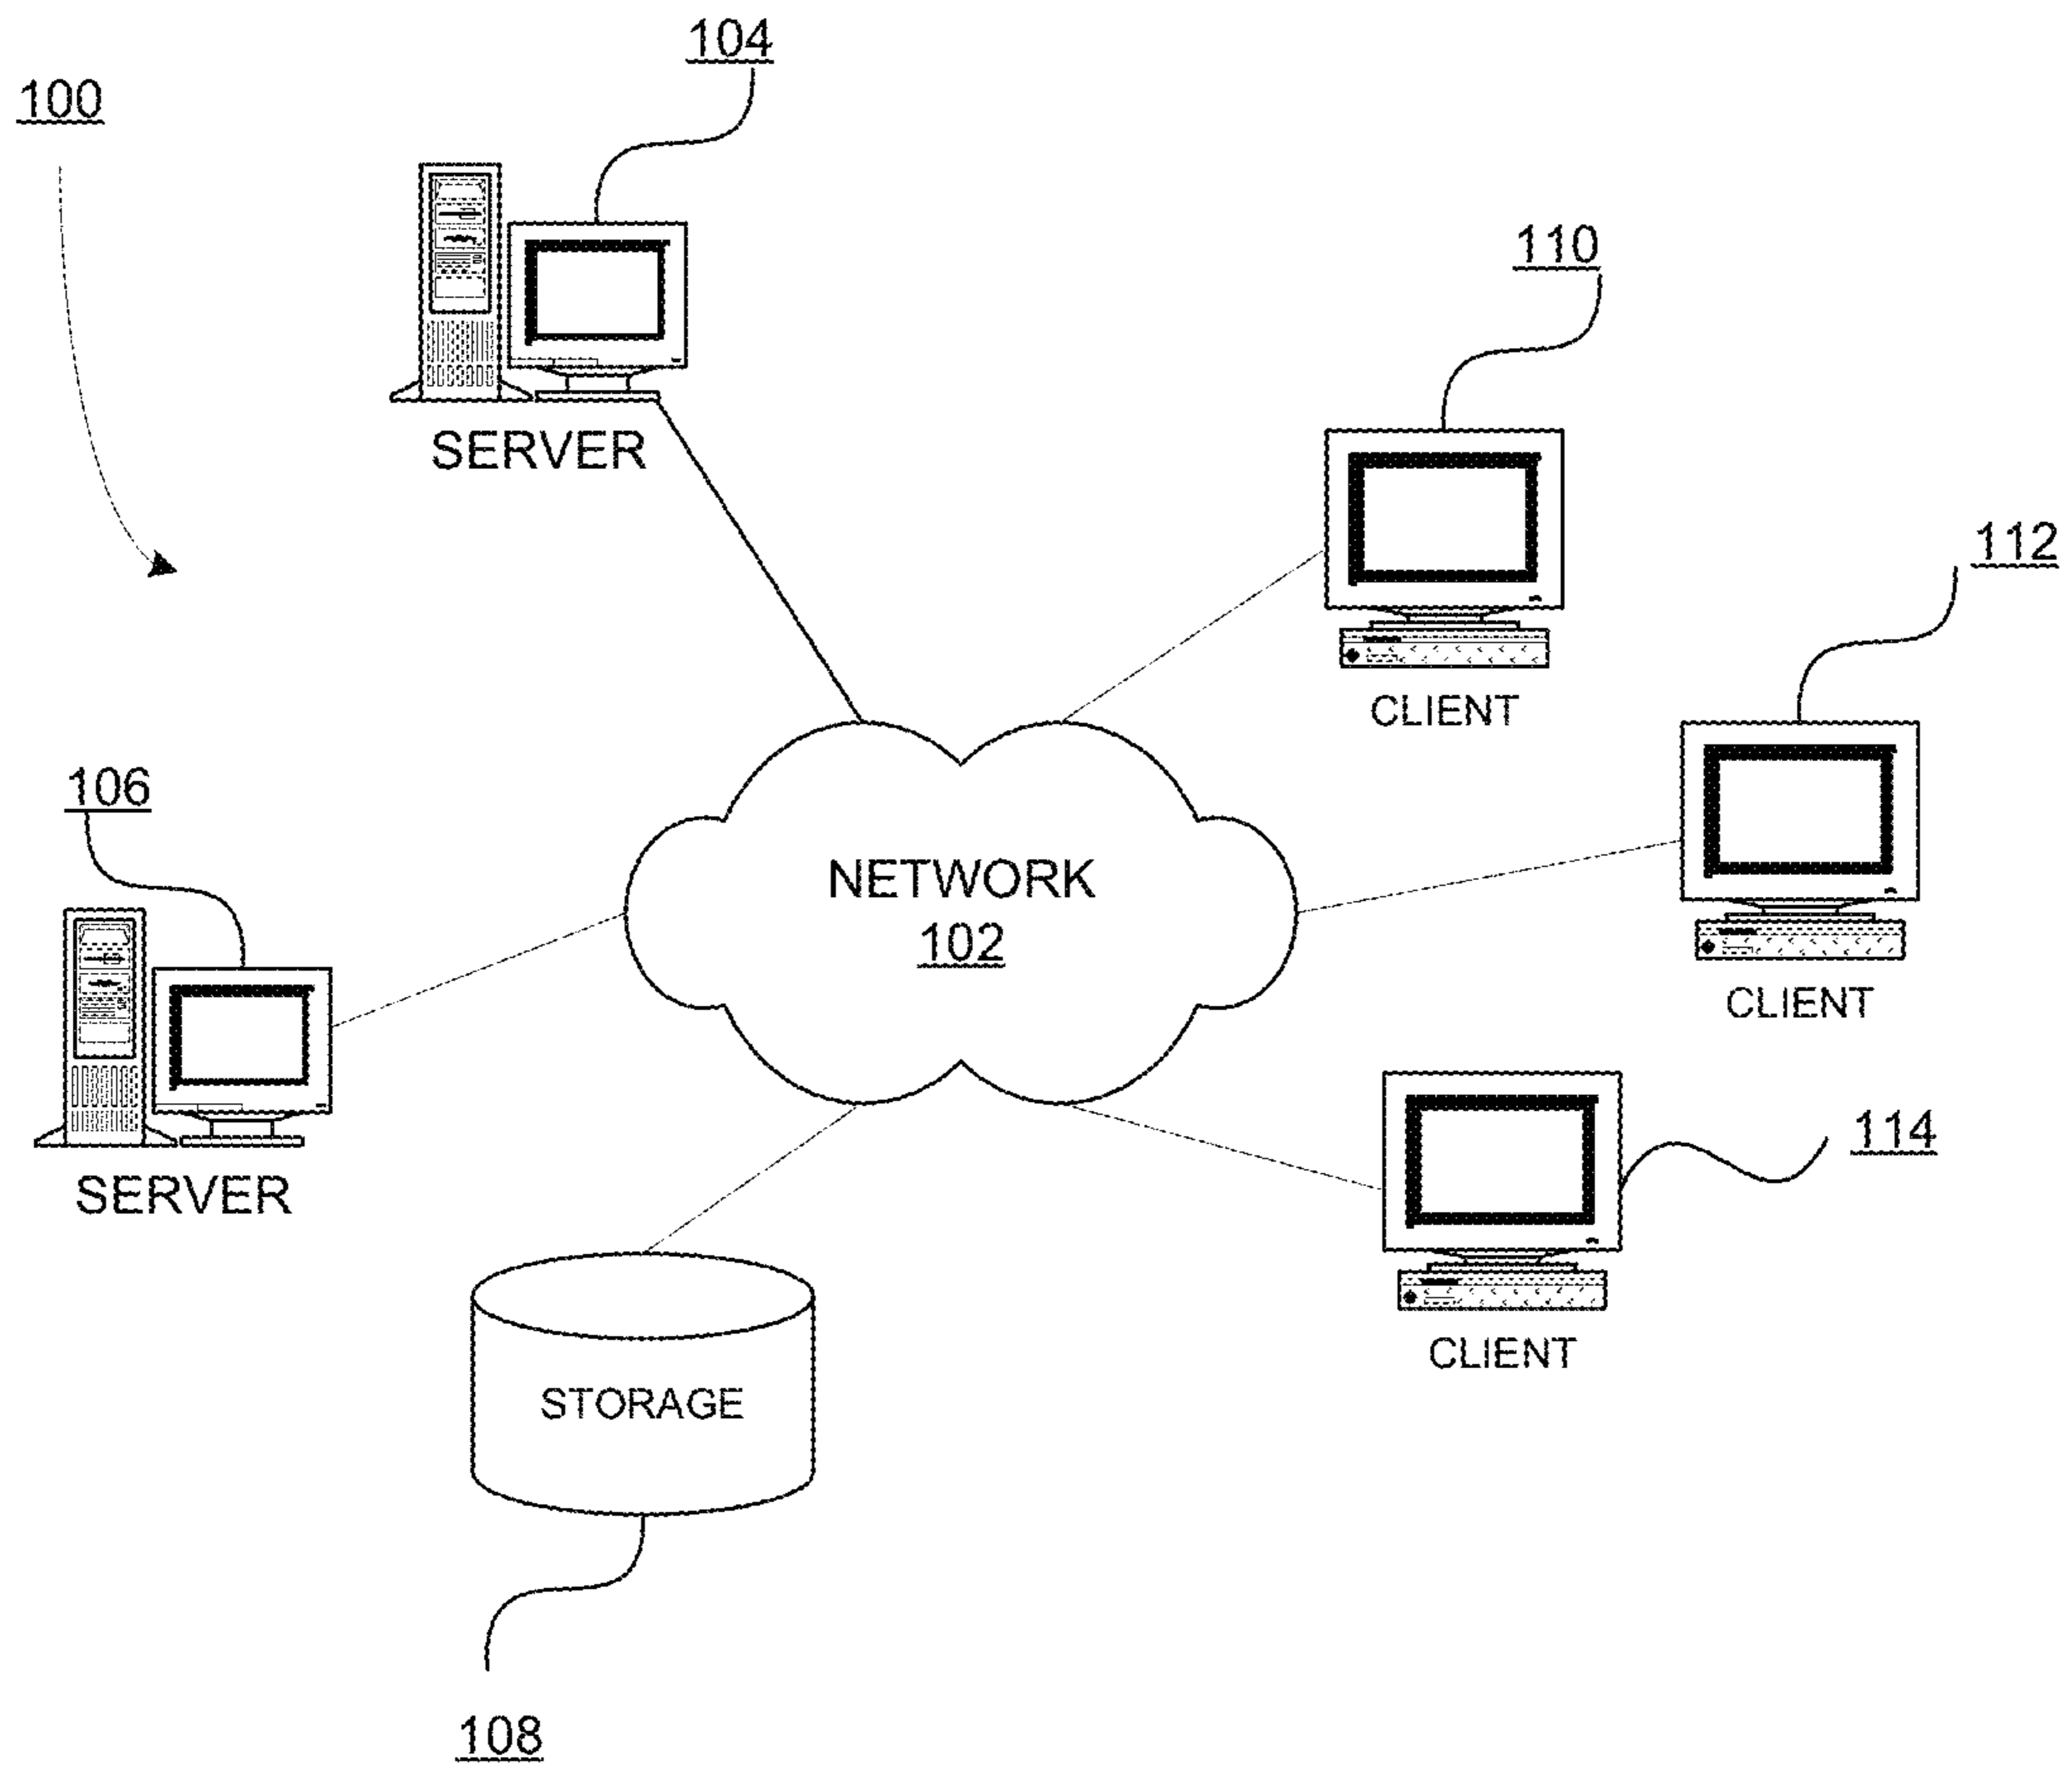 104
100
SERVER
110
CLIENT
112
CLIENT
106
SERVER
NETWORK
102
114
CLIENT
STORAGE
108